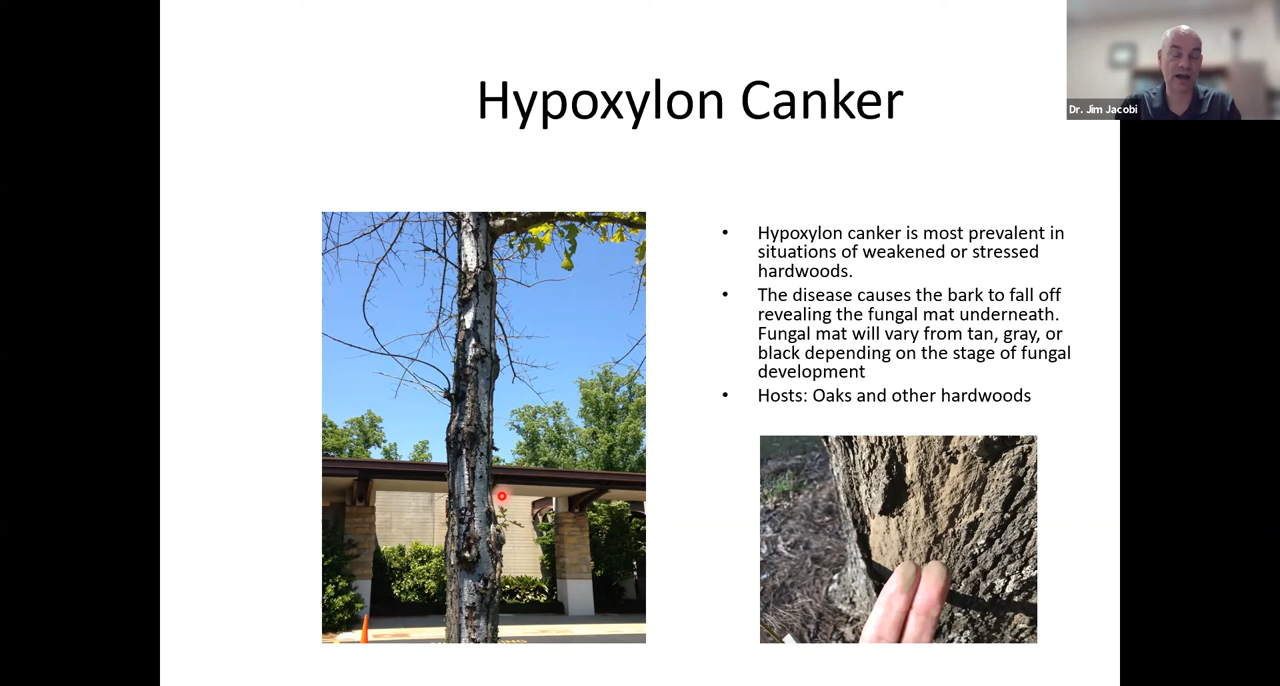 Hypoxylon Canker
Dr. Jim Jacobi
• Hypoxylon canker is most prevalent in
situations of weakened or stressed
hardwoods.
• The disease causes the bark to fall off
revealing the fungal mat underneath.
Fungal mat will vary from tan, gray, or
black depending on the stage of fungal
development
• Hosts: Oaks and other hardwoods